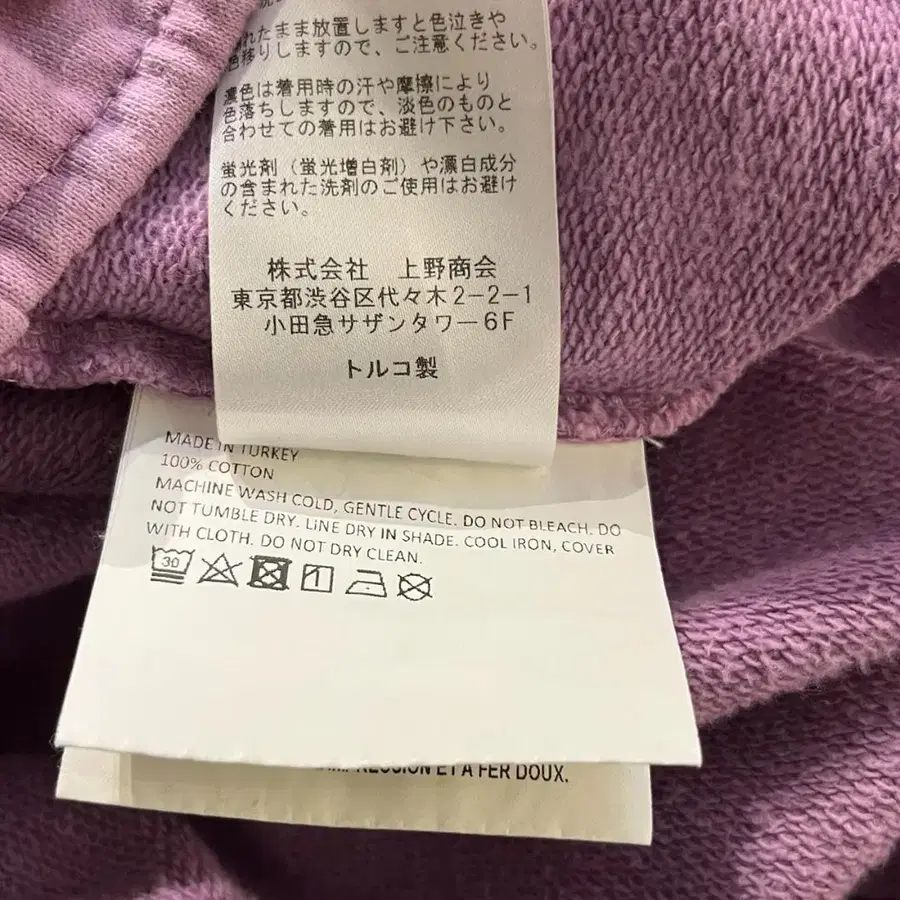 れたまま放置しますと色泣きや
色移りしますので、ご注意ください。
濃色は着用時の汗や摩擦により
色落ちしますので、淡色のものと
合わせての着用はお避け下さい。
蛍光剤（蛍光増白剤）や漂白成分
の含まれた洗剤のご使用はお避け
ください。
株式会社　上野商会
東京都渋谷区代々木2-2-1
小田急サザンタワー6F
トルコ製
MADE IN TURKEY
100% COTTON
MACHINE WASH COLD, GENTLE CYCLE. DO NOT BLEACH. DO
NOT TUMBLE DRY. LINE DRY IN SHADE. COOL IRON, COVER
WITH CLOTH. DO NOT DRY CLEAN.
30
ET A FER DOUX.